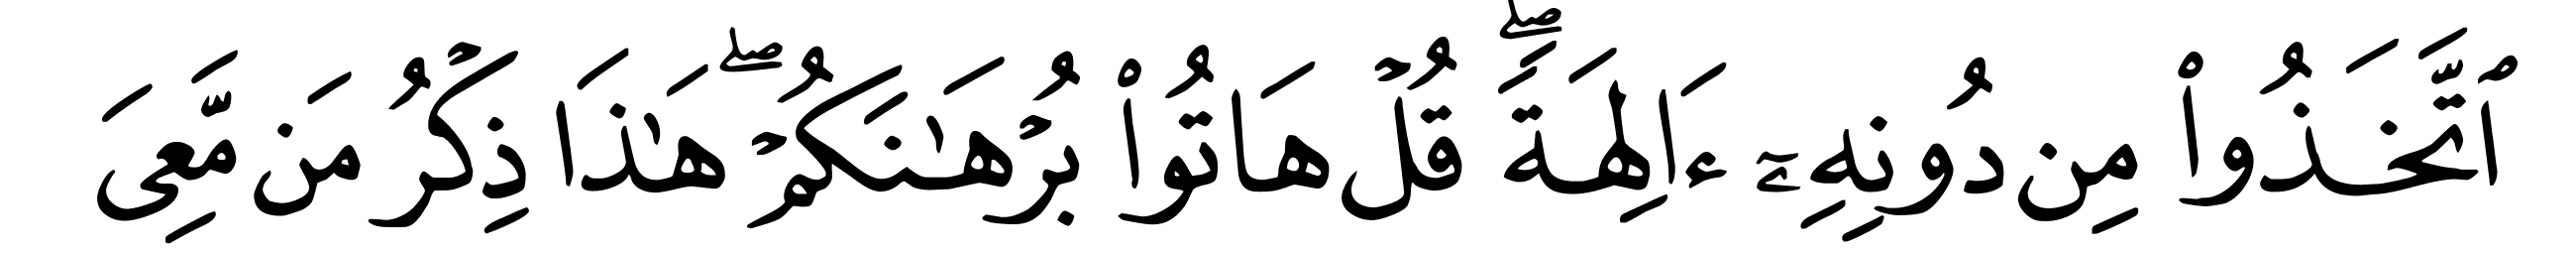 ٱتَّخَذُوا۟ مِن دُونِهِۦٓ ءَالِهَةًۭ ۖ قُلْ هَاتُوا۟ بُرْهَـٰنَكُمْ ۖ هَـٰذَا ذِكْرُ مَن مَّعِىَ